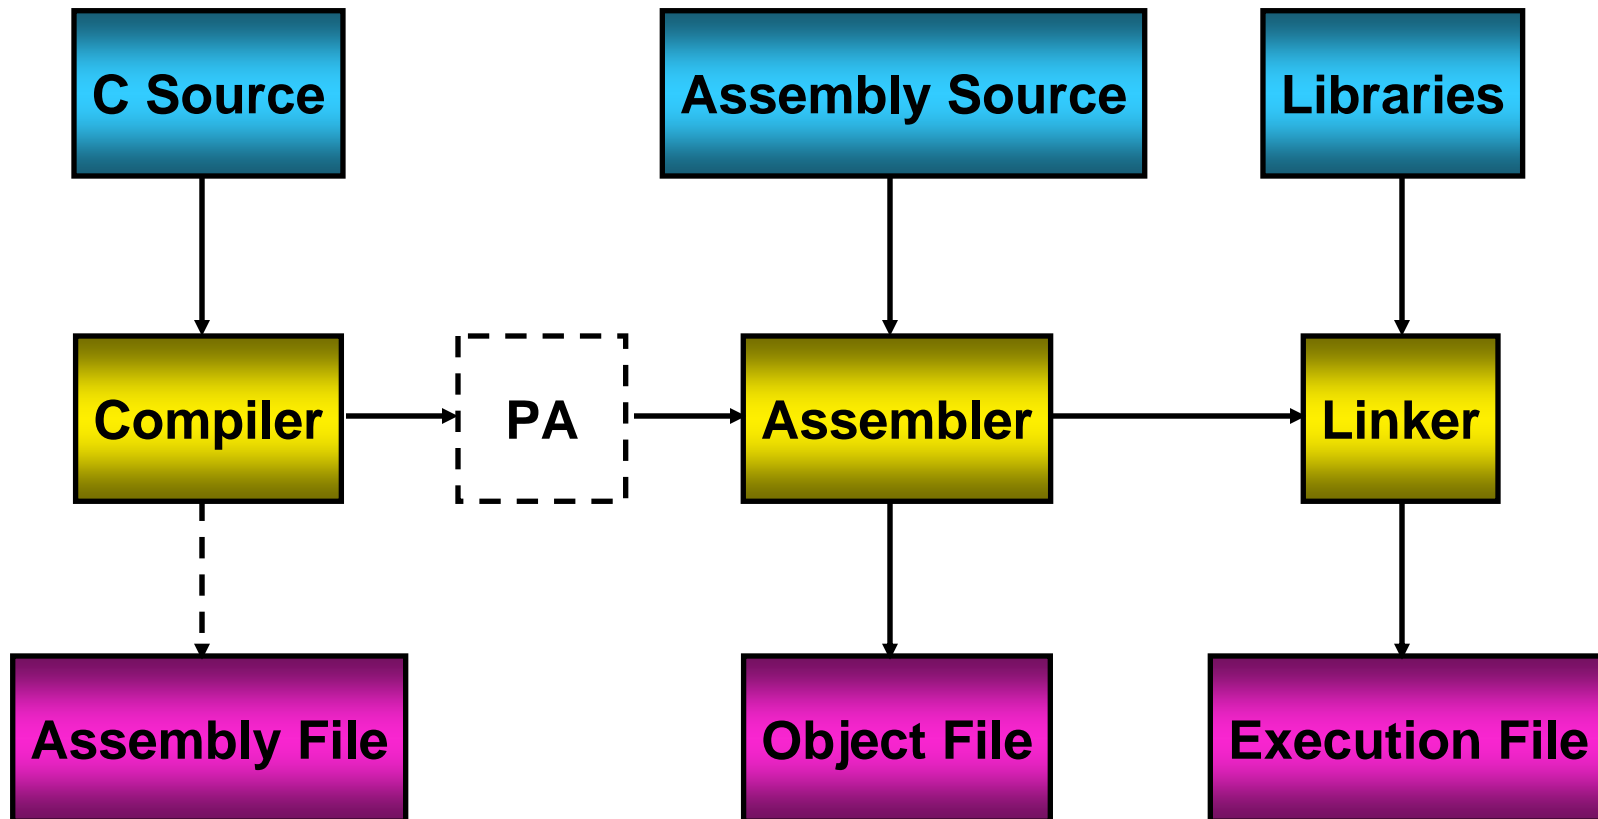 C Source
Assembly Source
Libraries
Compiler
PA
Assembler
Linker
Assembly File
Object File
Execution File